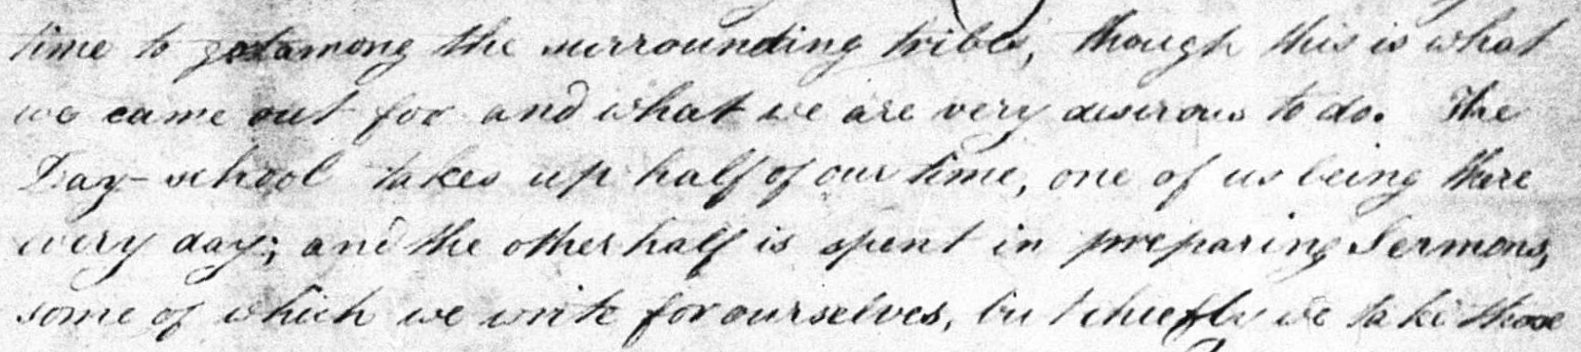 time to get among the surrounding tribes, though this is what
we came out for and what we are very desirous to do. The
Day-school takes up half of our time, one of us being there
every day; and the other half is spent in preparing Sermons,
some of which we write for ourselves, but chiefly we take those